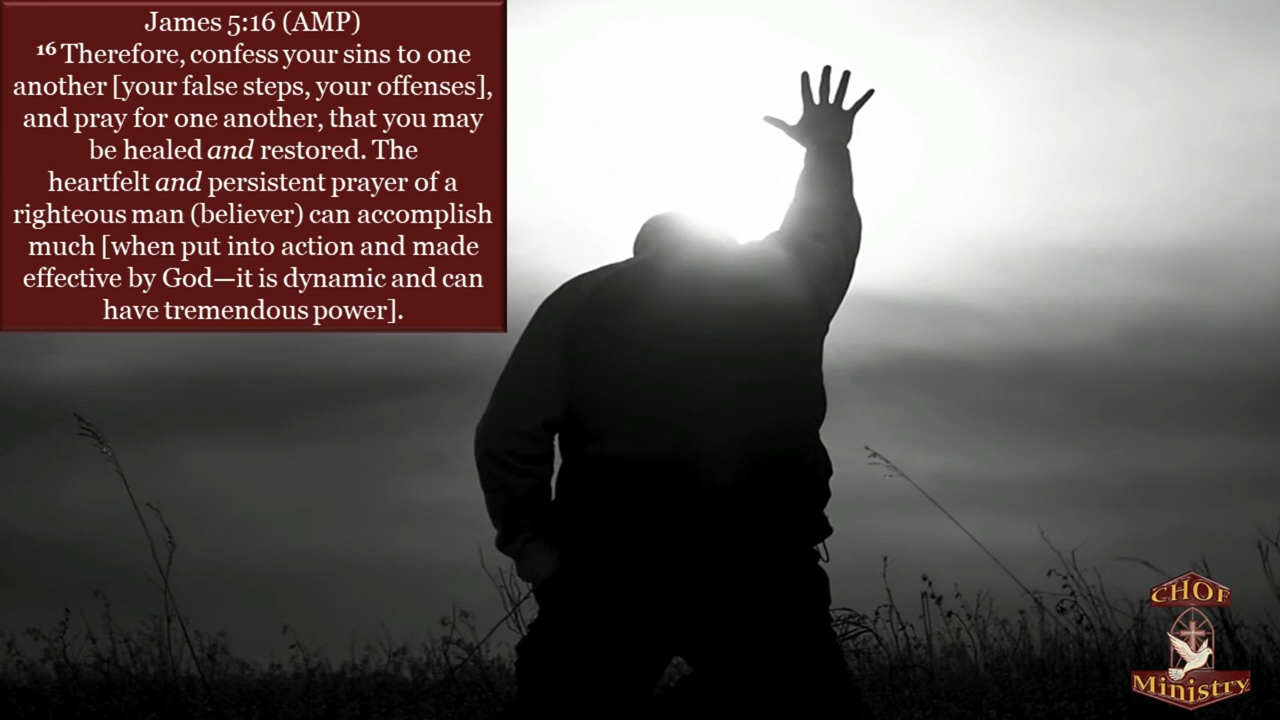 James 5:16 (AMP)
16 Therefore, confess your sins to one
another [your false steps, your offenses],
and pray for one another, that you may
be healed and restored. The
heartfelt and persistent prayer of a
righteous man (believer) can accomplish
much [when put into action and made
effective by God—it is dynamic and can
have tremendous power].
CHOF
Ministry